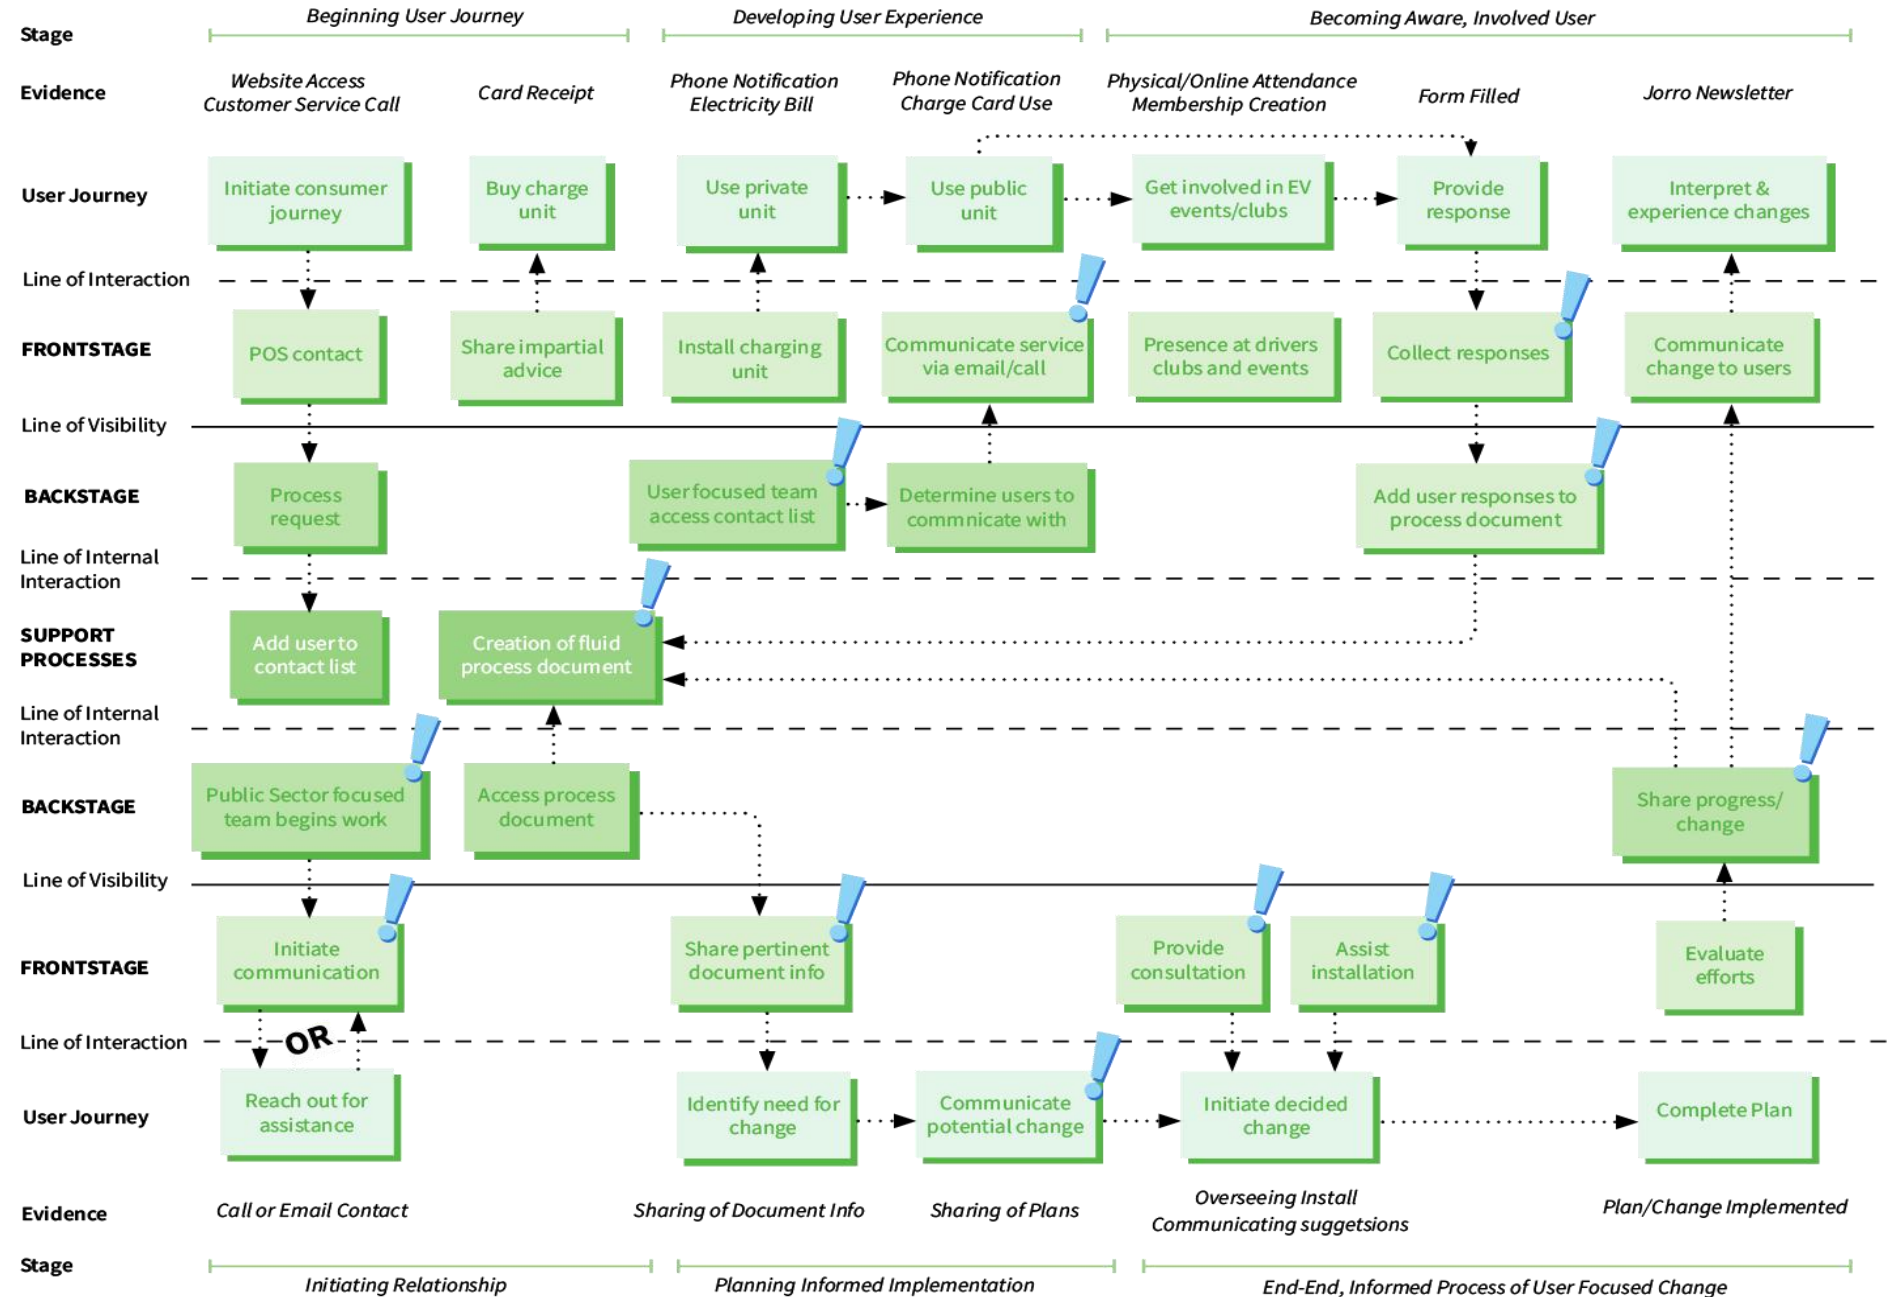 Beginning User Journey
Developing User Experience
Becoming Aware, Involved User
Stage
Evidence
Website Access
Customer Service Call
Card Receipt
Phone Notification
Electricity Bill
Phone Notification
Charge Card Use
Physical/Online Attendance
Membership Creation
Form Filled
Jorro Newsletter
User Journey
Initiate consumer
journey
Buy charge
unit
Use private
unit
Use public
unit
Get involved in EV
events/clubs
Provide
response
Interpret &
experience changes
Line of Interaction
FRONTSTAGE
POS contact
Share impartial
advice
Install charging
unit
Communicate service
via email/call
Presence at drivers
clubs and events
Collect responses
Communicate
change to users
Line of Visibility
BACKSTAGE
Process
request
User focused team
access contact list
Determine users to
commnicate with
Add user responses to
process document
Line of Internal
Interaction
SUPPORT
PROCESSES
Add user to
contact list
Creation of fluid
process document
Line of Internal
Interaction
BACKSTAGE
Public Sector focused
team begins work
Access process
document
Share progress/
change
Line of Visibility
FRONTSTAGE
Initiate
communication
Share pertinent
document info
Provide
consultation
Assist
installation
Evaluate
efforts
Line of Interaction
OR
User Journey
Reach out for
assistance
Identify need for
change
Communicate
potential change
Initiate decided
change
Complete Plan
Evidence
Call or Email Contact
Sharing of Document Info
Sharing of Plans
Overseeing Install
Communicating suggetsions
Plan/Change Implemented
Stage
Initiating Relationship
Planning Informed Implementation
End-End, Informed Process of User Focused Change